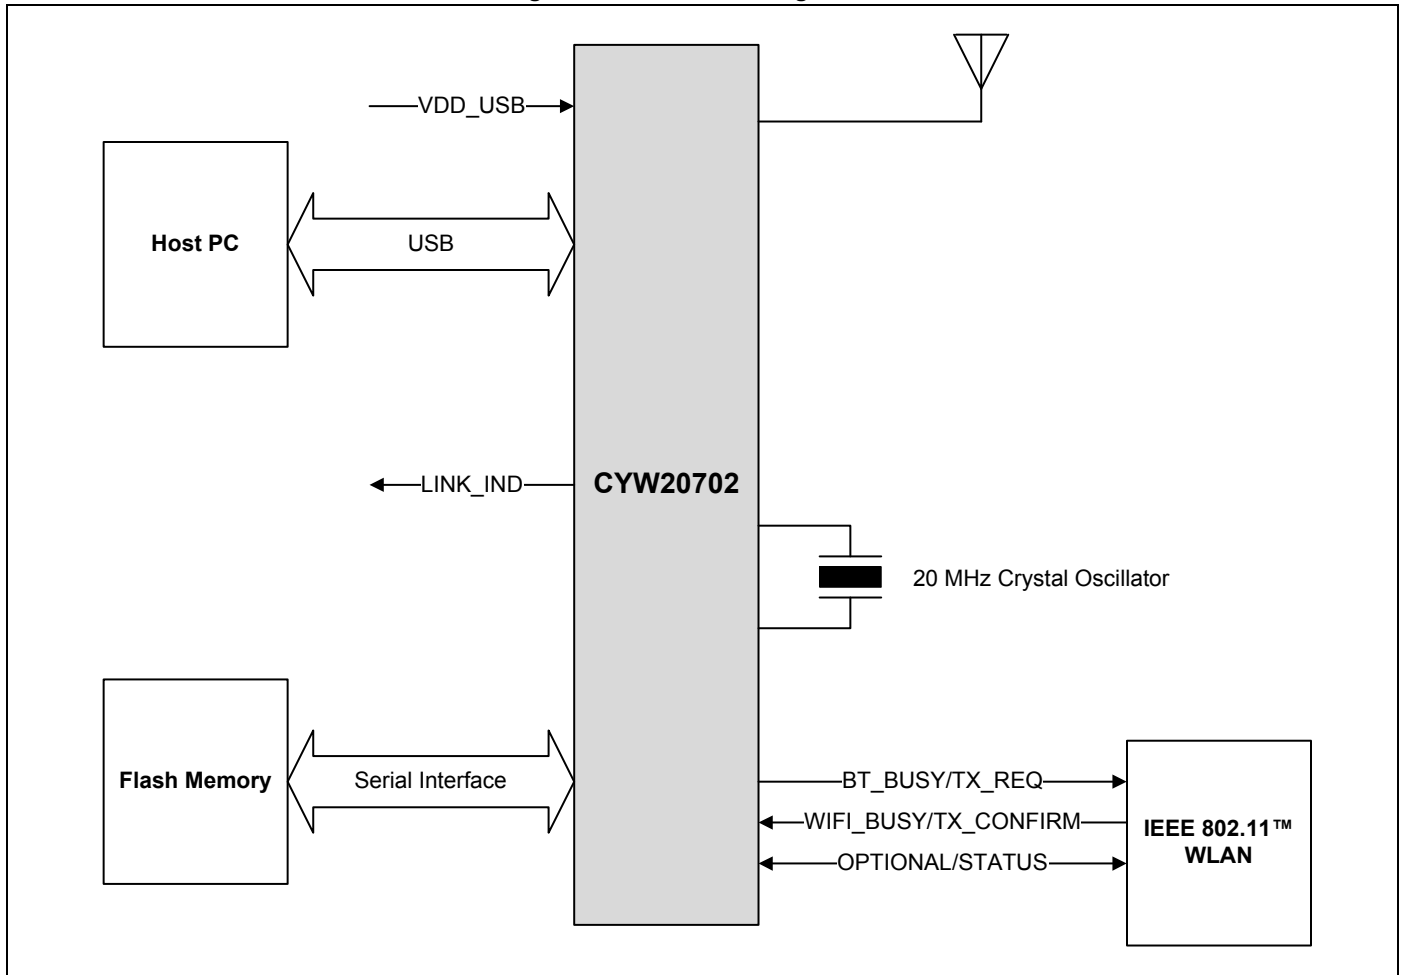 VDD_USB
Host PC
USB
LINK_IND
CYW20702
20 MHz Crystal Oscillator
Flash Memory
Serial Interface
BT_BUSY/TX_REQ
WIFI_BUSY/TX_CONFIRM
OPTIONAL/STATUS
IEEE 802.11™
WLAN